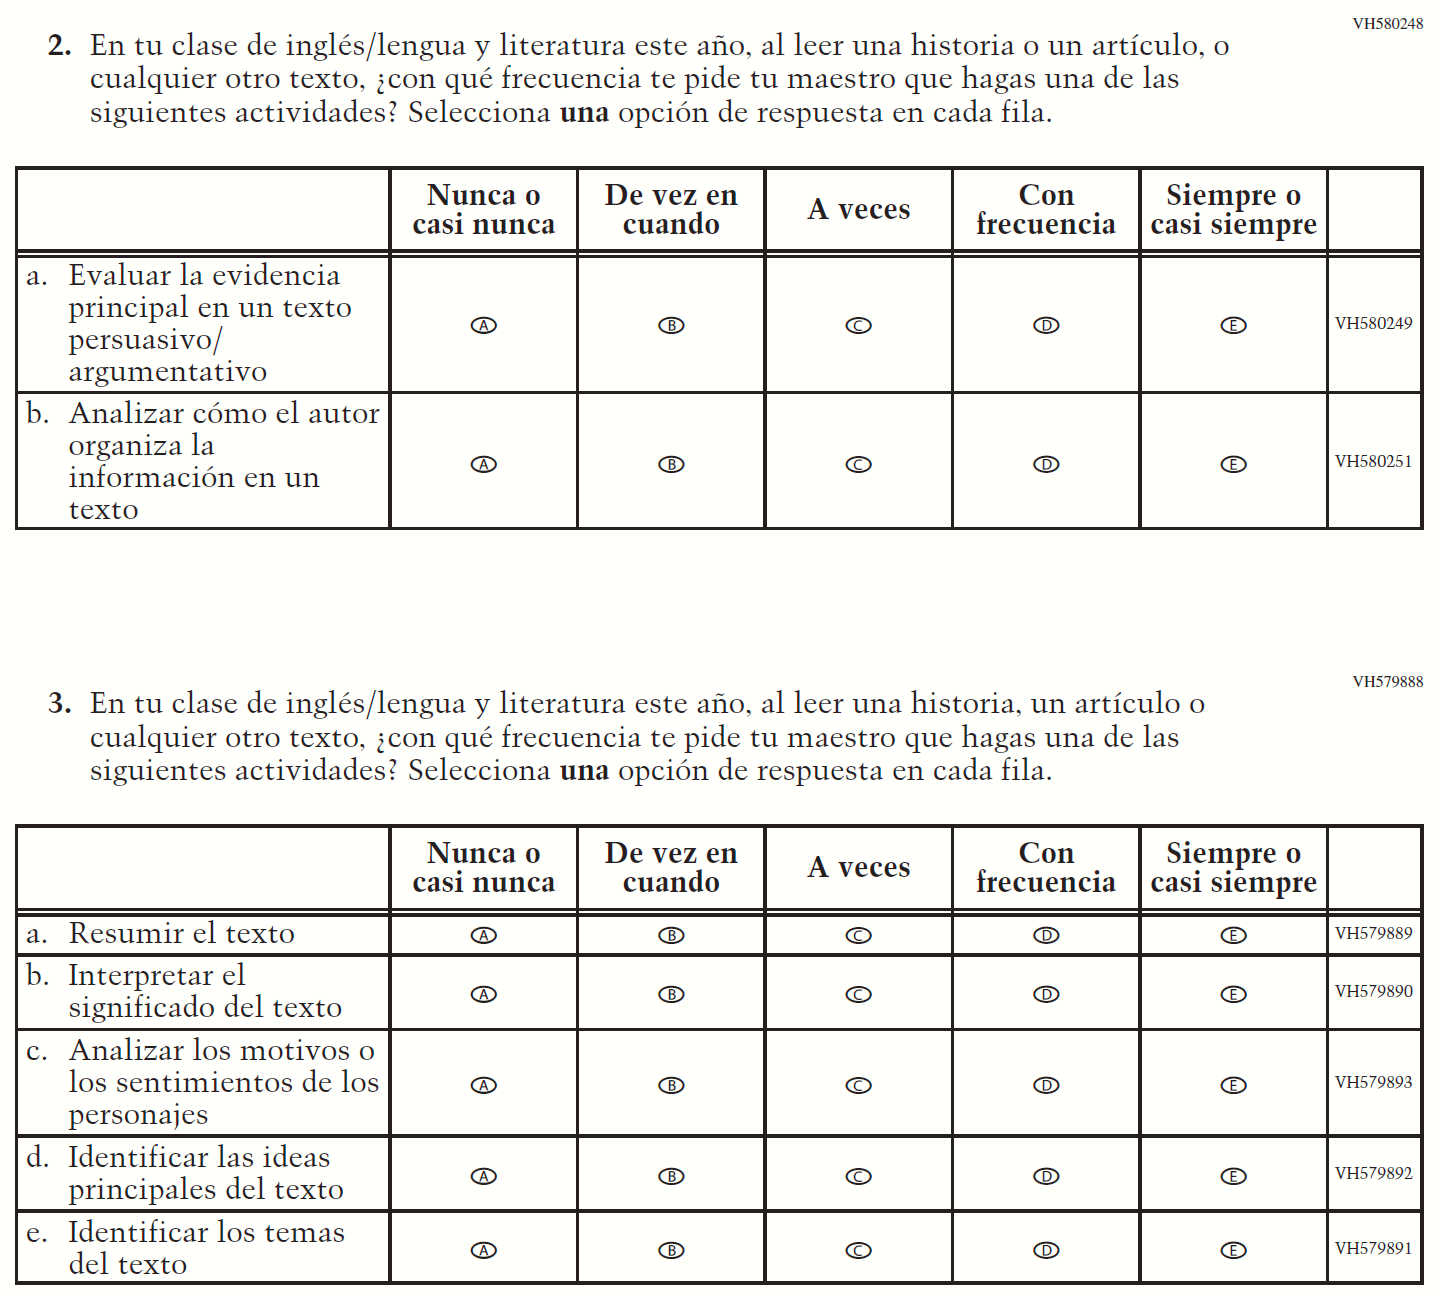 VH580248
2. En tu clase de inglés/lengua y literatura este año, al leer una historia o un artículo, o
cualquier otro texto, ¿con qué frecuencia te pide tu maestro que hagas una de las
siguientes actividades? Selecciona una opción de respuesta en cada fila.
Nunca o casi nunca De vez en cuando A veces Con frecuencia Siempre o casi siempre
a. Evaluar la evidencia
principal en un texto
persuasivo/
argumentativo
A B C D E VH580249
b. Analizar cómo el autor
organiza la
información en un
texto
A B C D E VH580251
VH579888
3. En tu clase de inglés/lengua y literatura este año, al leer una historia, un artículo o
cualquier otro texto, ¿con qué frecuencia te pide tu maestro que hagas una de las
siguientes actividades? Selecciona una opción de respuesta en cada fila.
Nunca o casi nunca De vez en cuando A veces Con frecuencia Siempre o casi siempre
a. Resumir el texto A B C D E VH579889
b. Interpretar el
significado del texto
A B C D E VH579890
c. Analizar los motivos o
los sentimientos de los
personajes
A B C D E VH579893
d. Identificar las ideas
principales del texto
A B C D E VH579892
e. Identificar los temas
del texto
A B C D E VH579891